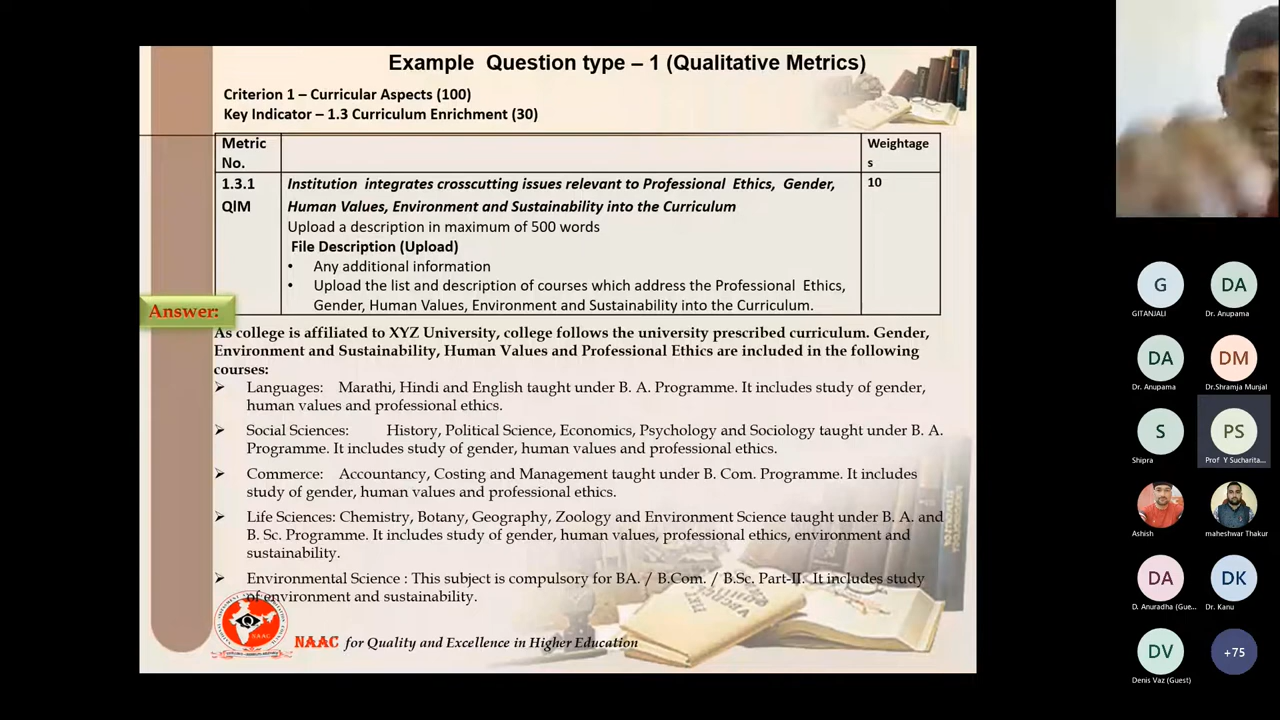 Example Question type – 1 (Qualitative Metrics)
Criterion 1 – Curricular Aspects (100)
Key Indicator – 1.3 Curriculum Enrichment (30)
Metric No.
Weightages
1.3.1 QlM
Institution integrates crosscutting issues relevant to Professional Ethics, Gender,
Human Values, Environment and Sustainability into the Curriculum
10
Upload a description in maximum of 500 words
File Description (Upload)
• Any additional information
• Upload the list and description of courses which address the Professional Ethics,
Gender, Human Values, Environment and Sustainability into the Curriculum.
Answer:
As college is affiliated to XYZ University, college follows the university prescribed curriculum. Gender,
Environment and Sustainability, Human Values and Professional Ethics are included in the following
courses:
Languages: Marathi, Hindi and English taught under B. A. Programme. It includes study of gender,
human values and professional ethics.
Social Sciences: History, Political Science, Economics, Psychology and Sociology taught under B. A.
Programme. It includes study of gender, human values and professional ethics.
Commerce: Accountancy, Costing and Management taught under B. Com. Programme. It includes
study of gender, human values and professional ethics.
Life Sciences: Chemistry, Botany, Geography, Zoology and Environment Science taught under B. A. and
B. Sc. Programme. It includes study of gender, human values, professional ethics, environment and
sustainability.
Environmental Science : This subject is compulsory for BA. / B.Com. / B.Sc. Part-II. It includes study
of environment and sustainability.
NAAC
NAAC for Quality and Excellence in Higher Education
G
GITANJALI
DA
Dr. Anupama
DA
Dr. Anupama
DM
Dr.Shramja Munjal
S
Shipra
PS
Prof Y Sucharita...
Ashish
maheshwar Thakur
DA
D. Anuradha (Gue...
DK
Dr. Kanu
DV
Denis Vaz (Guest)
+75